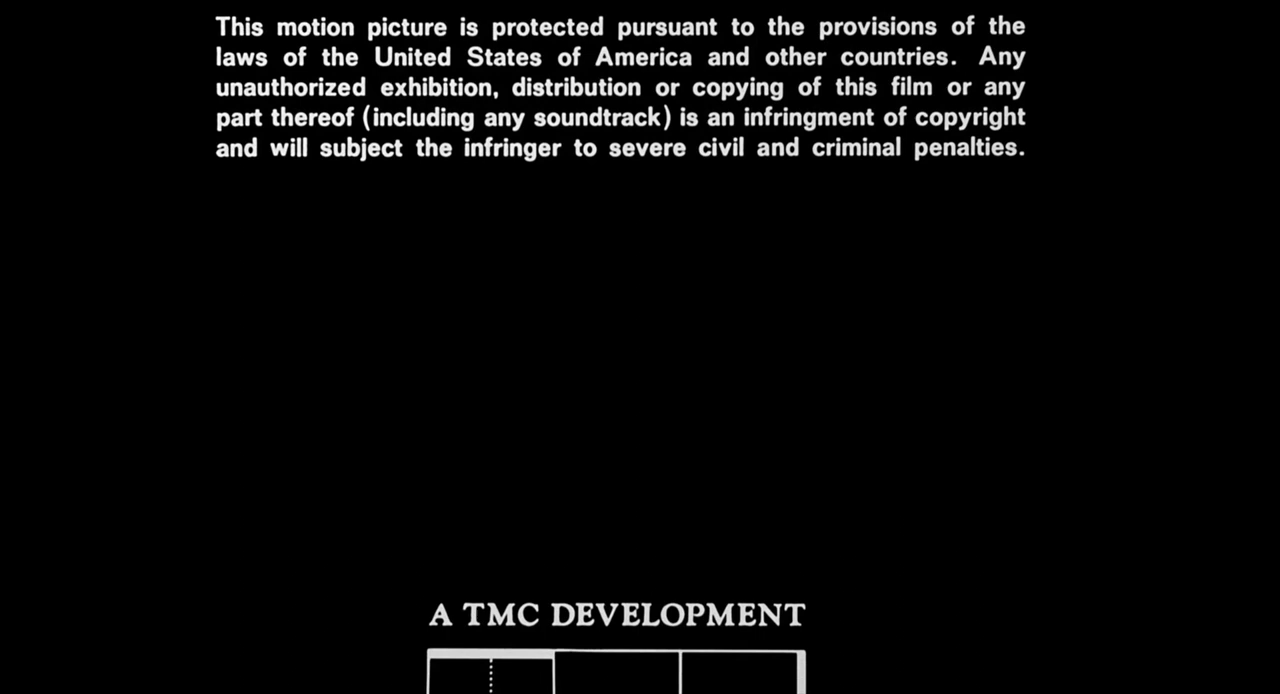 This motion picture is protected pursuant to the provisions of the
laws of the United States of America and other countries. Any
unauthorized exhibition, distribution or copying of this film or any
part thereof (including any soundtrack) is an infringment of copyright
and will subject the infringer to severe civil and criminal penalties.
A TMC DEVELOPMENT